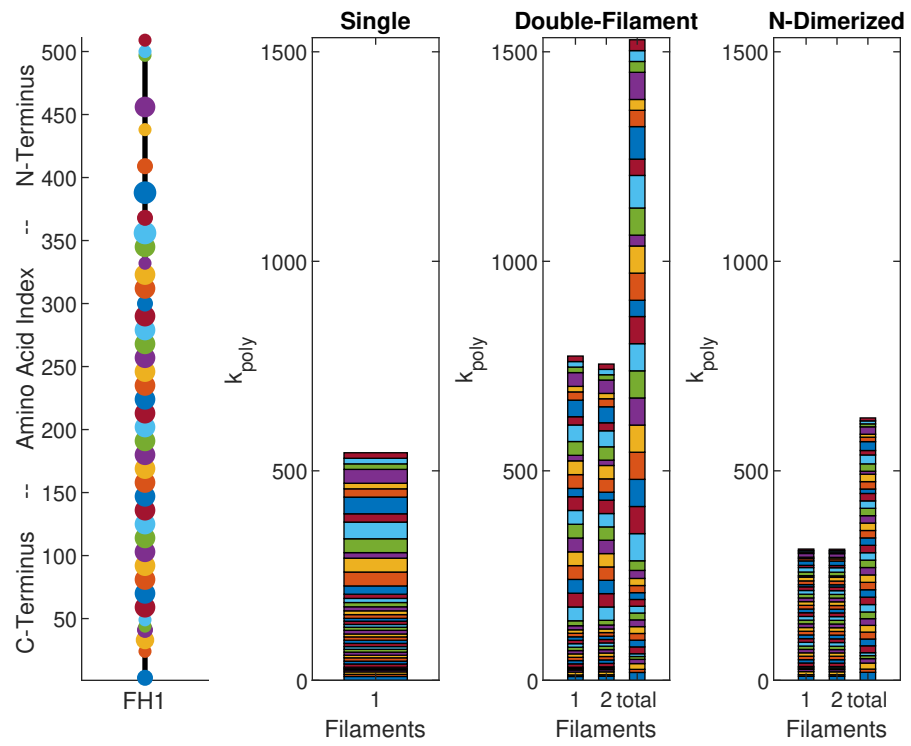 Single
Double-Filament
N-Dimerized
C-Terminus -- Amino Acid Index -- N-Terminus
500
450
400
350
300
250
200
150
100
50
FH1
k_poly
1500
1000
500
0
1
Filaments
k_poly
1500
1000
500
0
1 2 total
Filaments
k_poly
1500
1000
500
0
1 2 total
Filaments